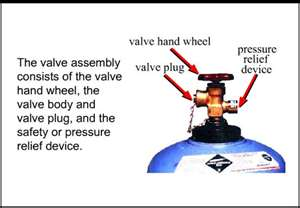 The valve assembly
consists of the valve
hand wheel, the
valve body and
valve plug, and the
safety or pressure
relief device.
valve hand wheel
valve plug
pressure
relief
device